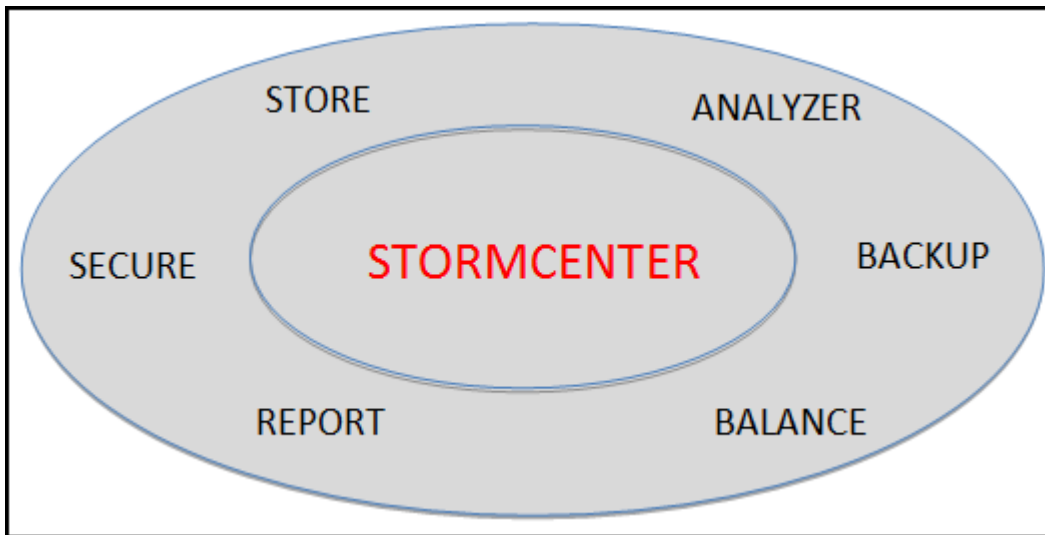 STORE
ANALYZER
SECURE
STORMCENTER
BACKUP
REPORT
BALANCE